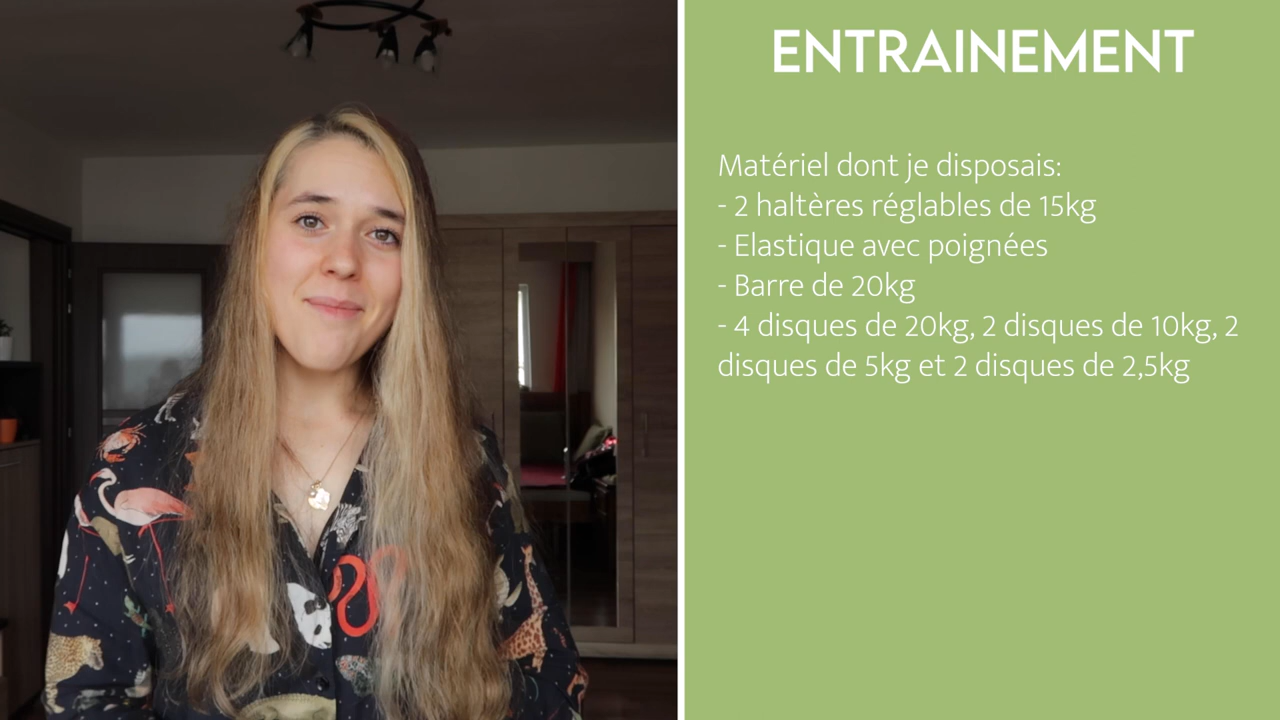 ENTRAINEMENT
Matériel dont je disposais:
- 2 haltères réglables de 15kg
- Elastique avec poignées
- Barre de 20kg
- 4 disques de 20kg, 2 disques de 10kg, 2
disques de 5kg et 2 disques de 2,5kg